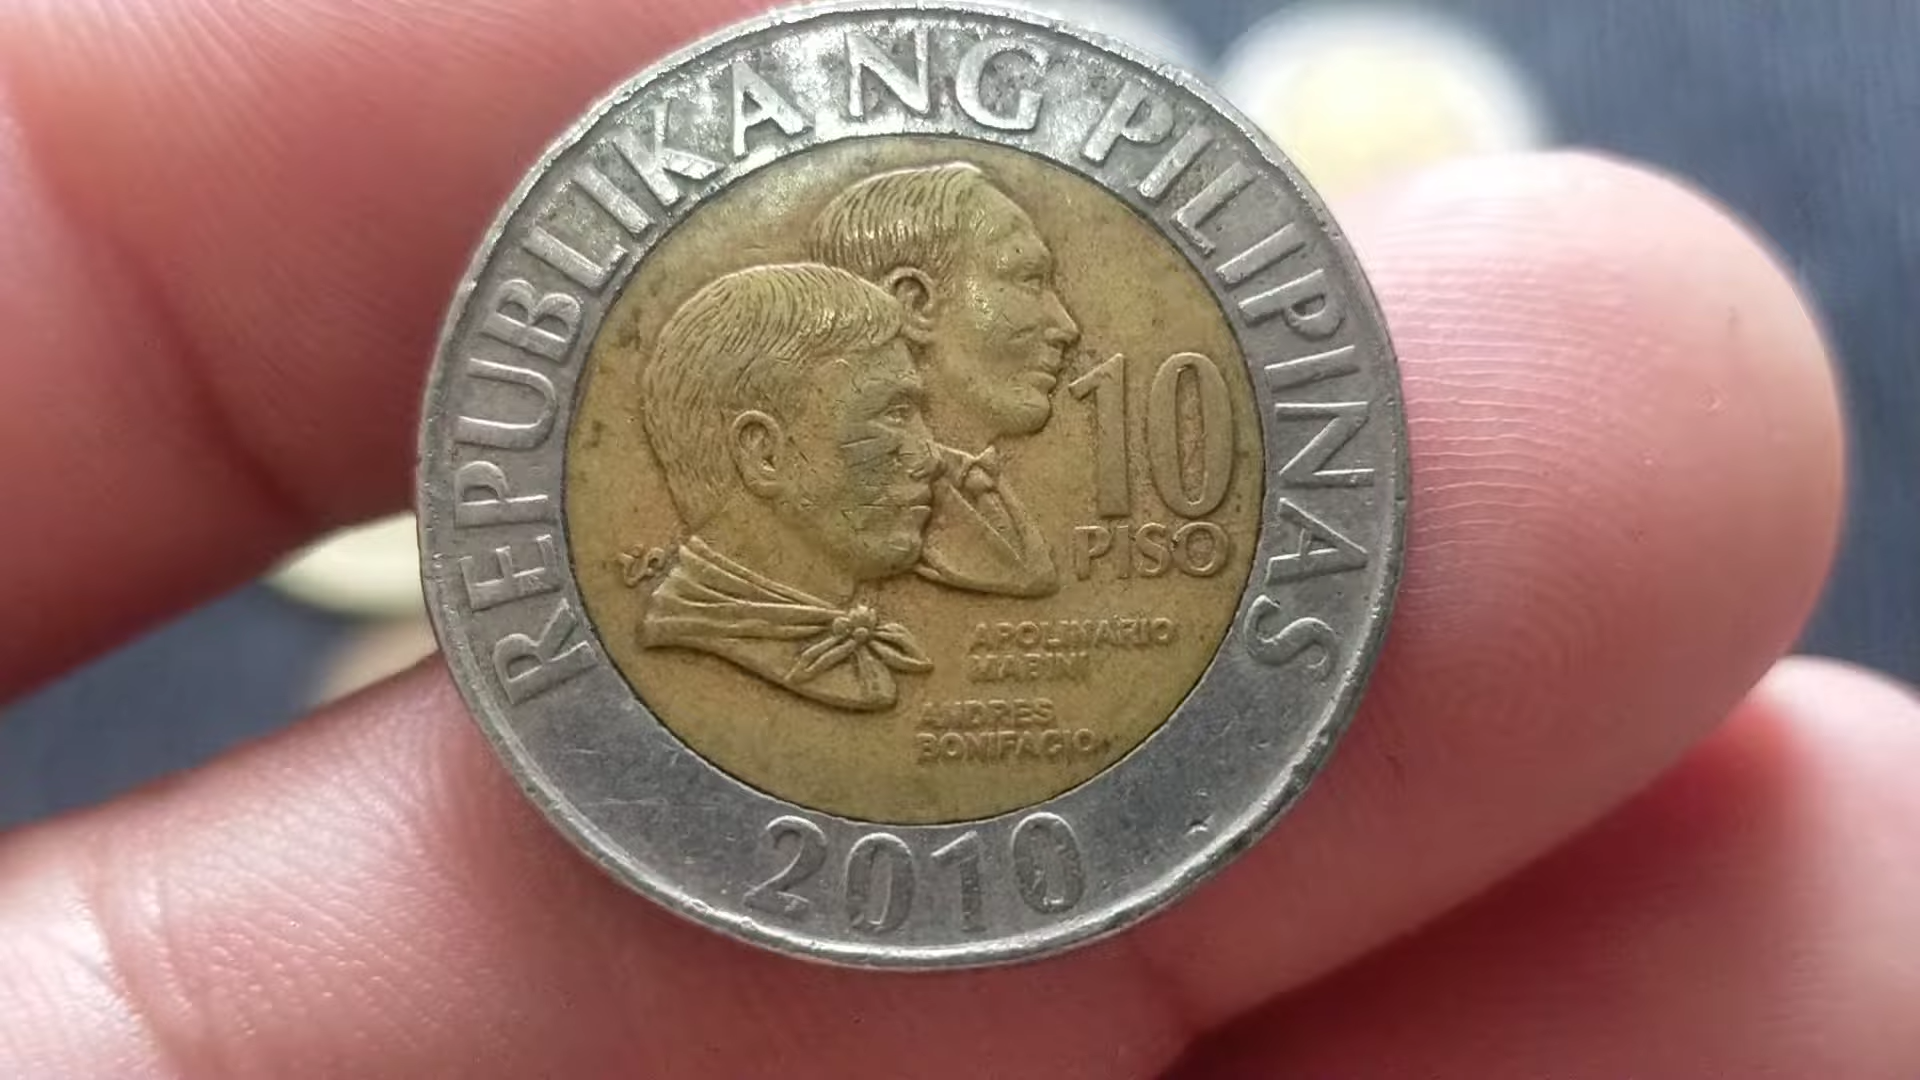 REPUBLIKA NG PILIPINAS
10
PISO
APOLINARIO
MABINI
ANDRES
BONIFACIO
2010